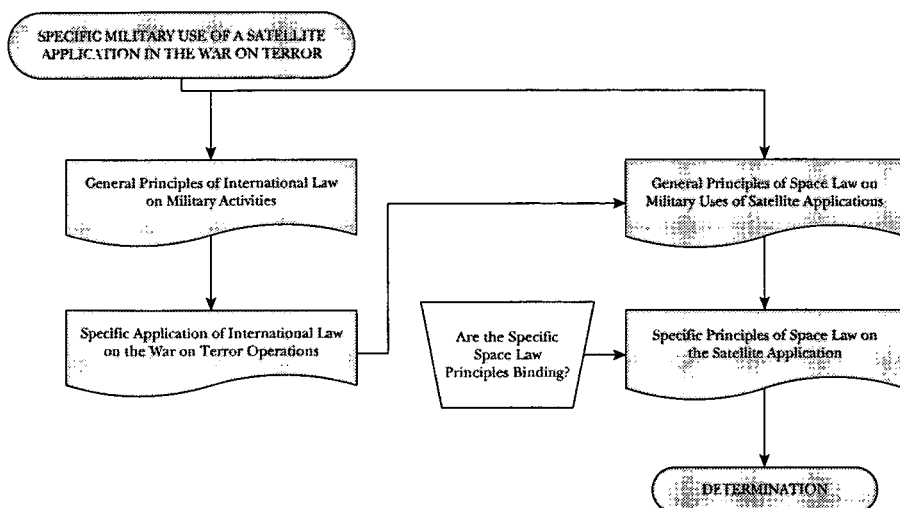 SPECIFIC MILITARY USE OF A SATELLITE
APPLICATION IN THE WAR ON TERROR
General Principles of International Law
on Military Activities
General Principles of Space Law on
Military Uses of Satellite Applications
Specific Application of International Law
on the War on Terror Operations
Are the Specific
Space Law
Principles Binding?
Specific Principles of Space Law on
the Satellite Application
DETERMINATION